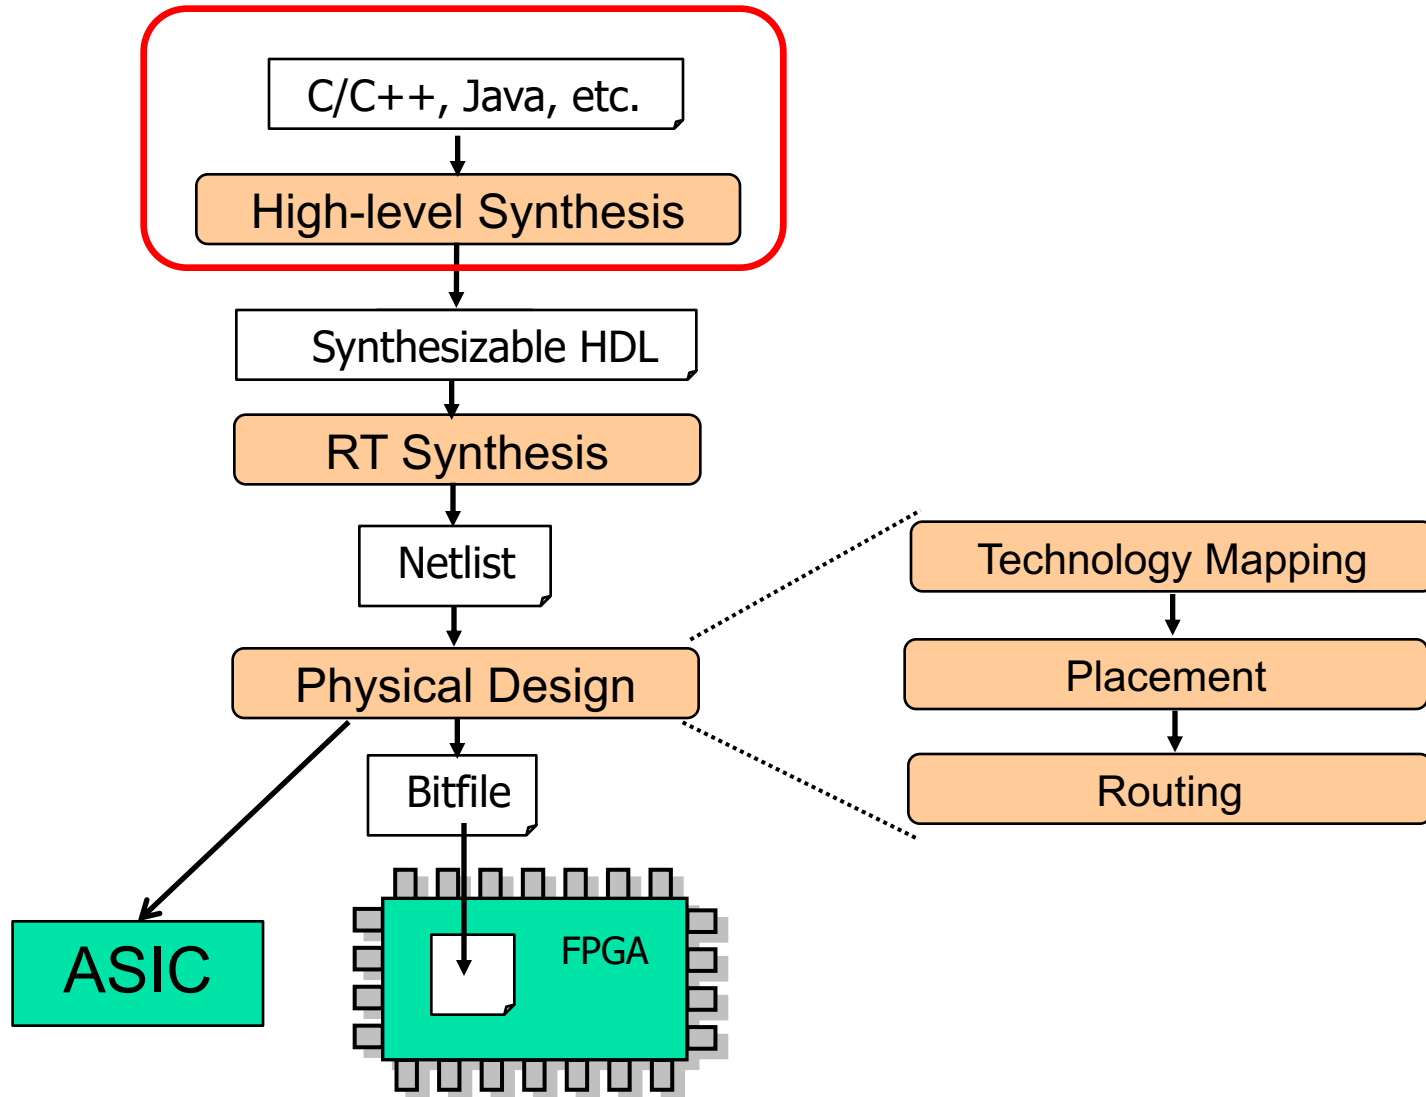 C/C++, Java, etc.
High-level Synthesis
Synthesizable HDL
RT Synthesis
Netlist
Physical Design
Bitfile
ASIC
FPGA
Technology Mapping
Placement
Routing